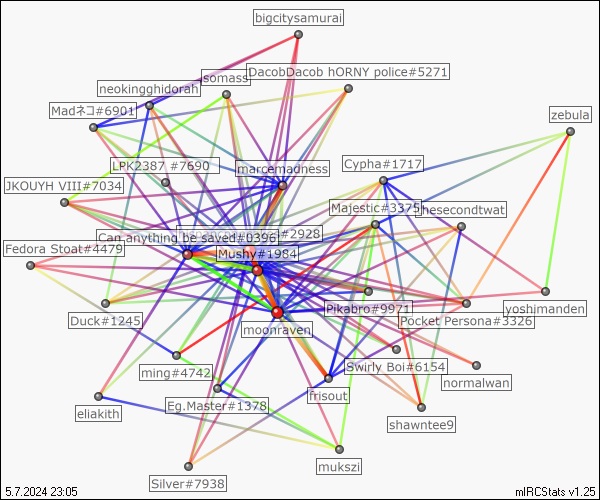 bigcitysamurai
DacobDacob hORNY police#5271
somass
neokingghidorah
Madネコ#6901
zebula
LPK2387 #7690
marcemadness
Cypha#1717
JKOUYH VIII#7034
Majestic#3375
thesecondtwat
#2928
Can anything be saved#0396
Fedora Stoat#4479
Mushy#1984
Duck#1245
Pikabro#9971
Pocket Persona#3326
yoshimanden
moonraven
ming#4742
Swirly Boi#6154
normalwan
Eg.Master#1378
frisout
eliakith
shawntee9
mukszi
Silver#7938
5.7.2024 23:05
mIRCStats v1.25